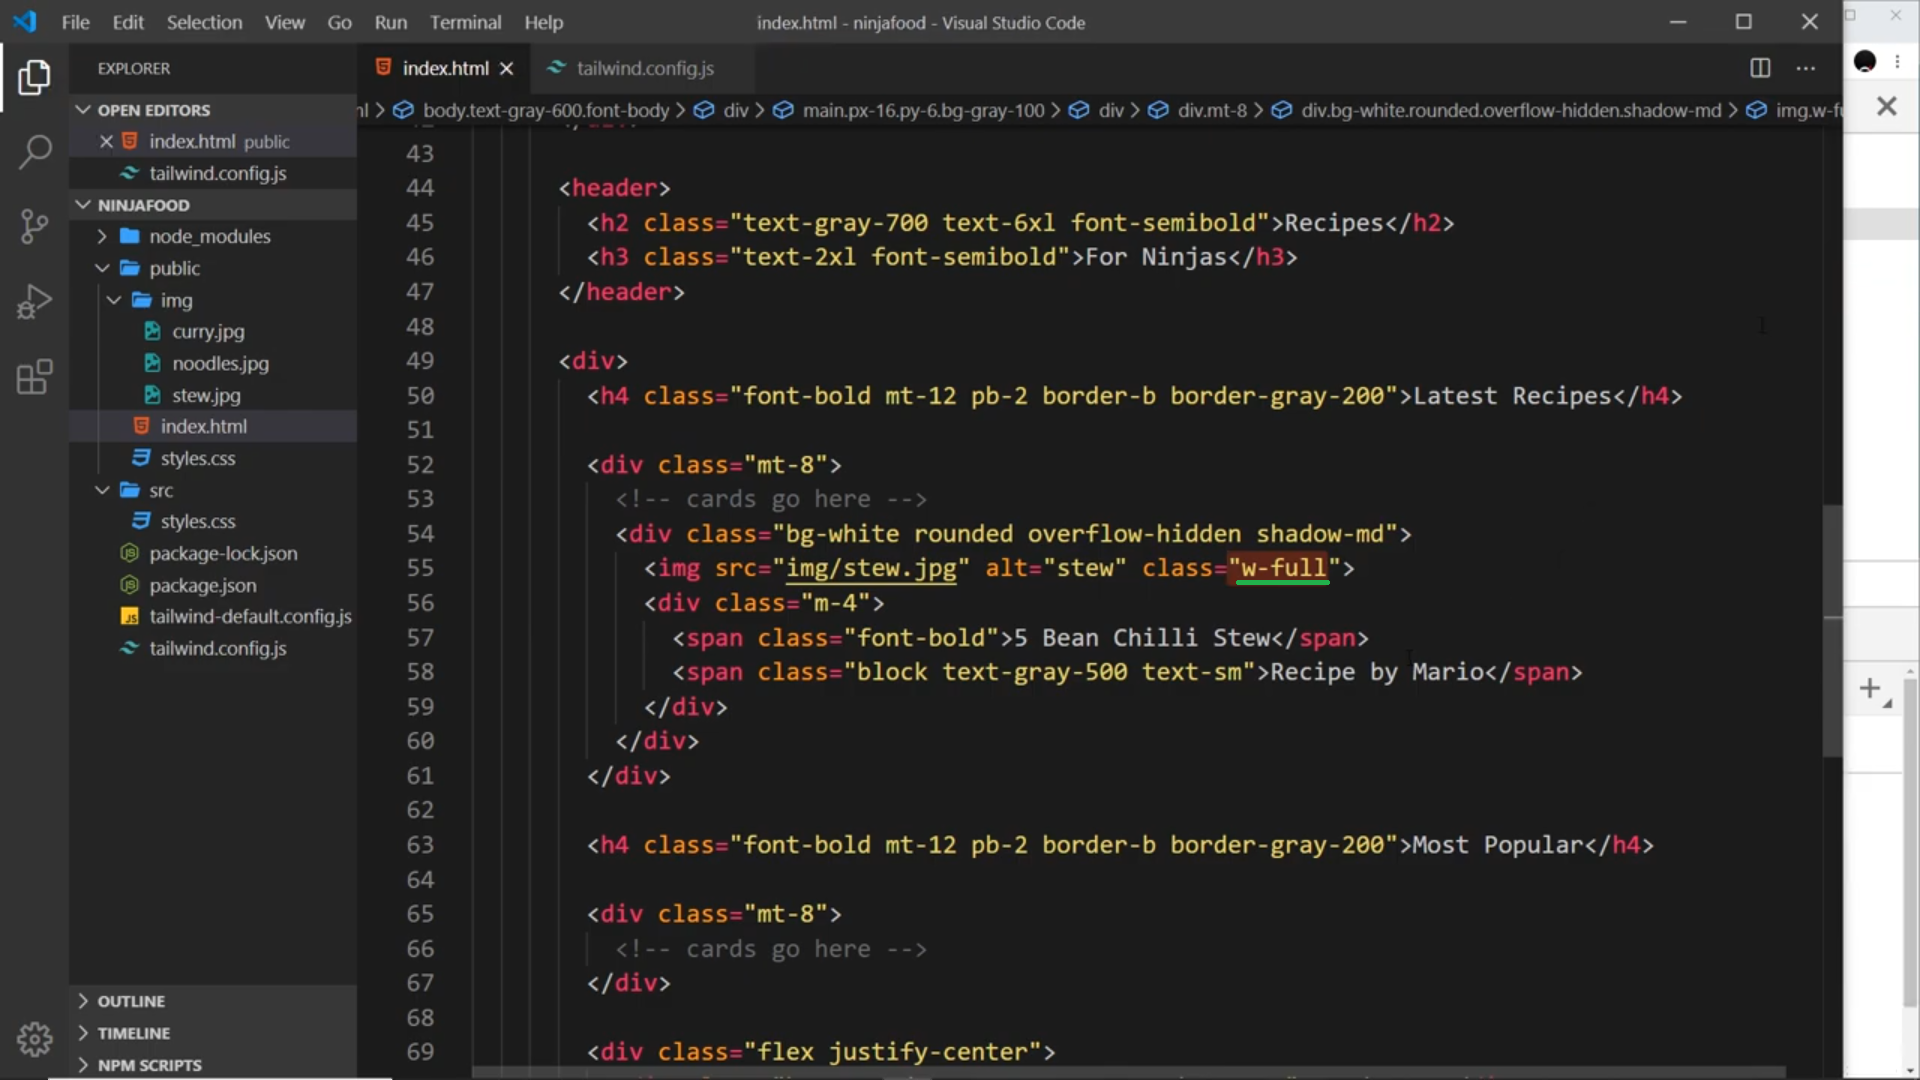 File Edit Selection View Go Run Terminal Help
index.html - ninjafood - Visual Studio Code
EXPLORER
index.html
tailwind.config.js
OPEN EDITORS
index.html public
tailwind.config.js
NINJAFOOD
node_modules
public
img
curry.jpg
noodles.jpg
stew.jpg
index.html
styles.css
src
styles.css
package-lock.json
package.json
JS tailwind-default.config.js
tailwind.config.js
OUTLINE
TIMELINE
NPM SCRIPTS
body.text-gray-600.font-body > div > main.px-16.py-6.bg-gray-100 > div > div.mt-8 > div.bg-white.rounded.overflow-hidden.shadow-md >
43
44 <header>
45 <h2 class="text-gray-700 text-6xl font-semibold">Recipes</h2>
46 <h3 class="text-2xl font-semibold">For Ninjas</h3>
47 </header>
48
49 <div>
50 <h4 class="font-bold mt-12 pb-2 border-b border-gray-200">Latest Recipes</h4>
51
52 <div class="mt-8">
53 <!-- cards go here -->
54 <div class="bg-white rounded overflow-hidden shadow-md">
55 <img src="img/stew.jpg" alt="stew" class="w-full">
56 <div class="m-4">
57 <span class="font-bold">5 Bean Chilli Stew</span>
58 <span class="block text-gray-500 text-sm">Recipe by Mario</span>
59 </div>
60 </div>
61 </div>
62
63 <h4 class="font-bold mt-12 pb-2 border-b border-gray-200">Most Popular</h4>
64
65 <div class="mt-8">
66 <!-- cards go here -->
67 </div>
68
69 <div class="flex justify-center">